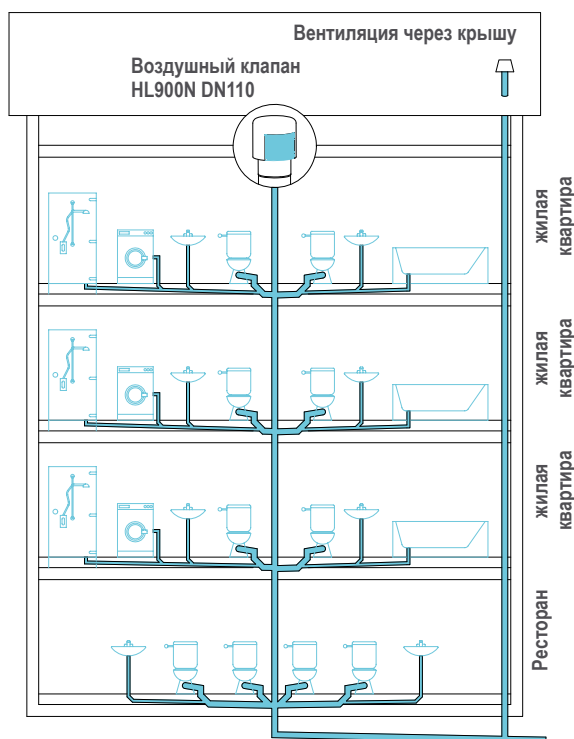 Вентиляция через крышу
Воздушный клапан
HL900N DN110
жилая
квартира
жилая
квартира
жилая
квартира
Ресторан